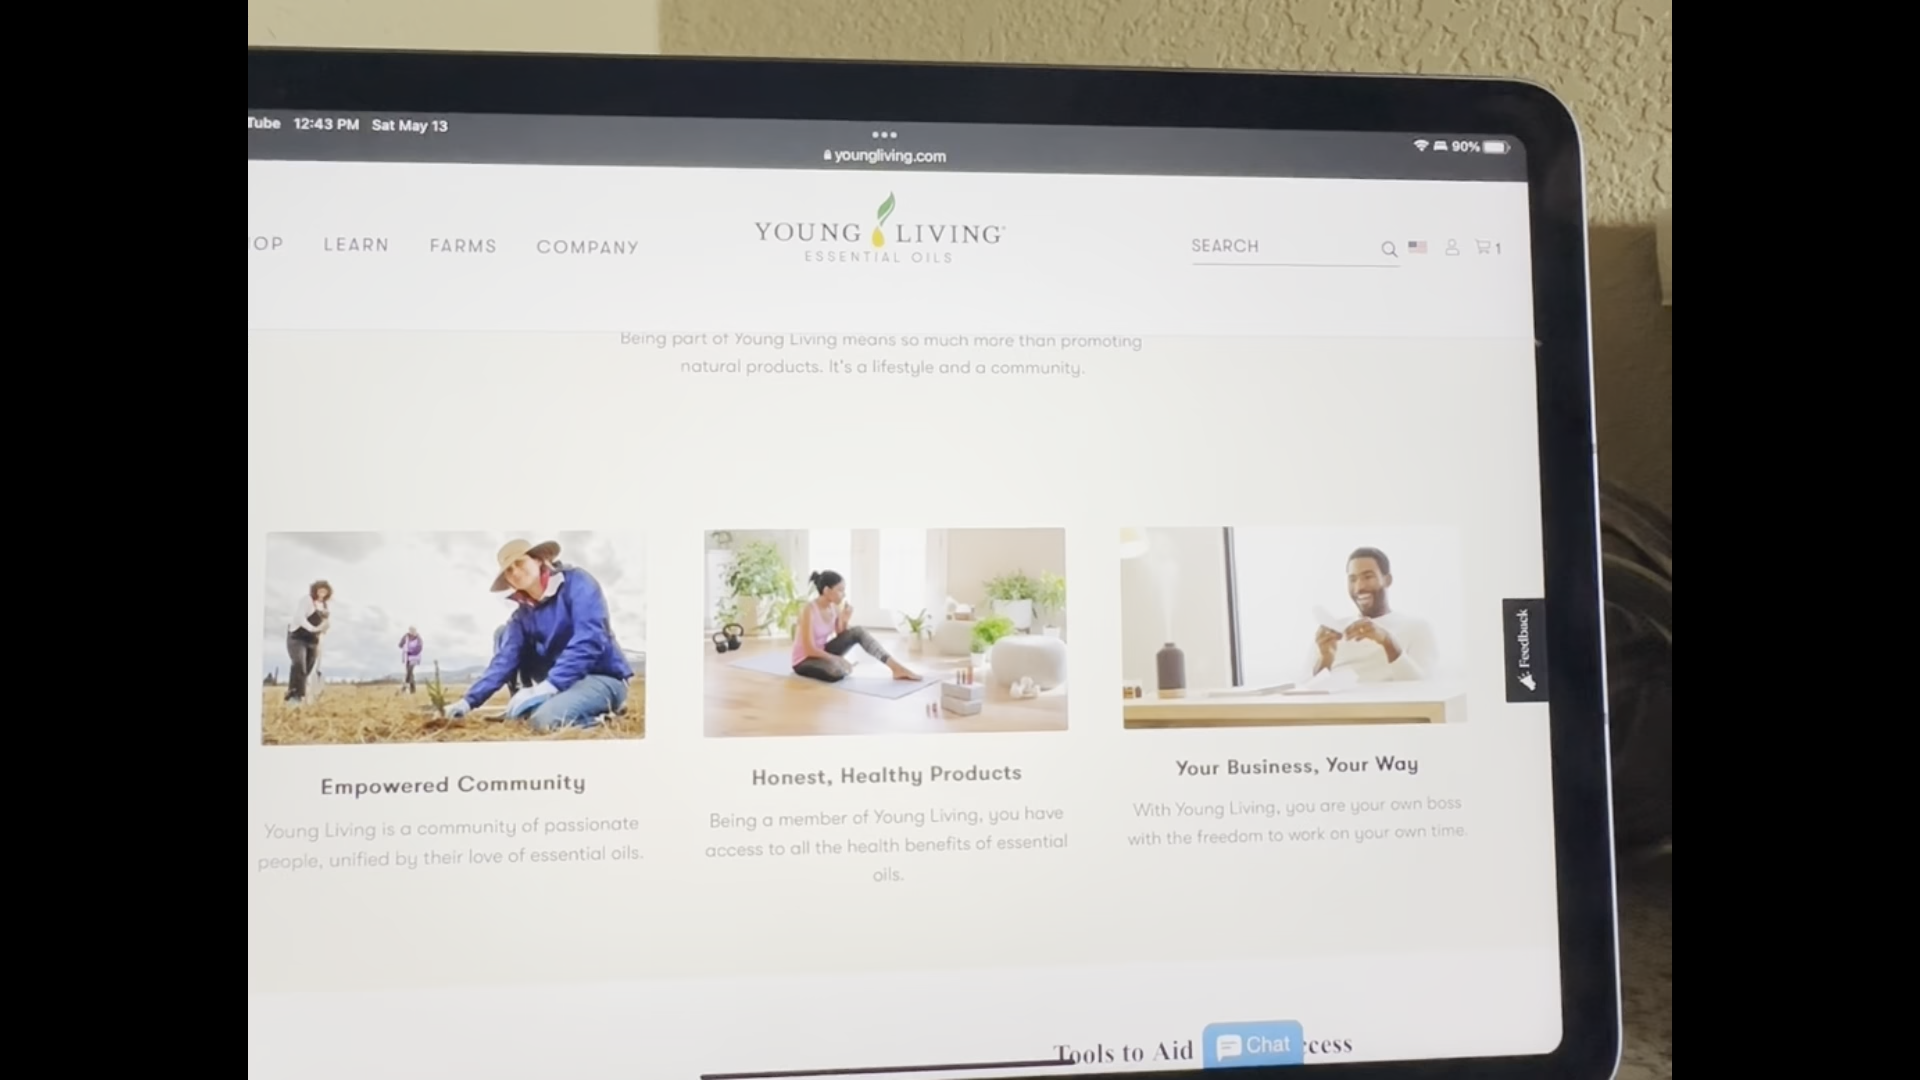 Tube 12:43 PM Sat May 13
youngliving.com
90%
OP LEARN FARMS COMPANY
YOUNG LIVING
ESSENTIAL OILS
SEARCH
1
Being part of Young Living means so much more than promoting
natural products. It's a lifestyle and a community.
Feedback
Empowered Community
Young Living is a community of passionate
people, unified by their love of essential oils.
Honest, Healthy Products
Being a member of Young Living, you have
access to all the health benefits of essential
oils.
Your Business, Your Way
With Young Living, you are your own boss
with the freedom to work on your own time.
Tools to Aid
Chat
ccess